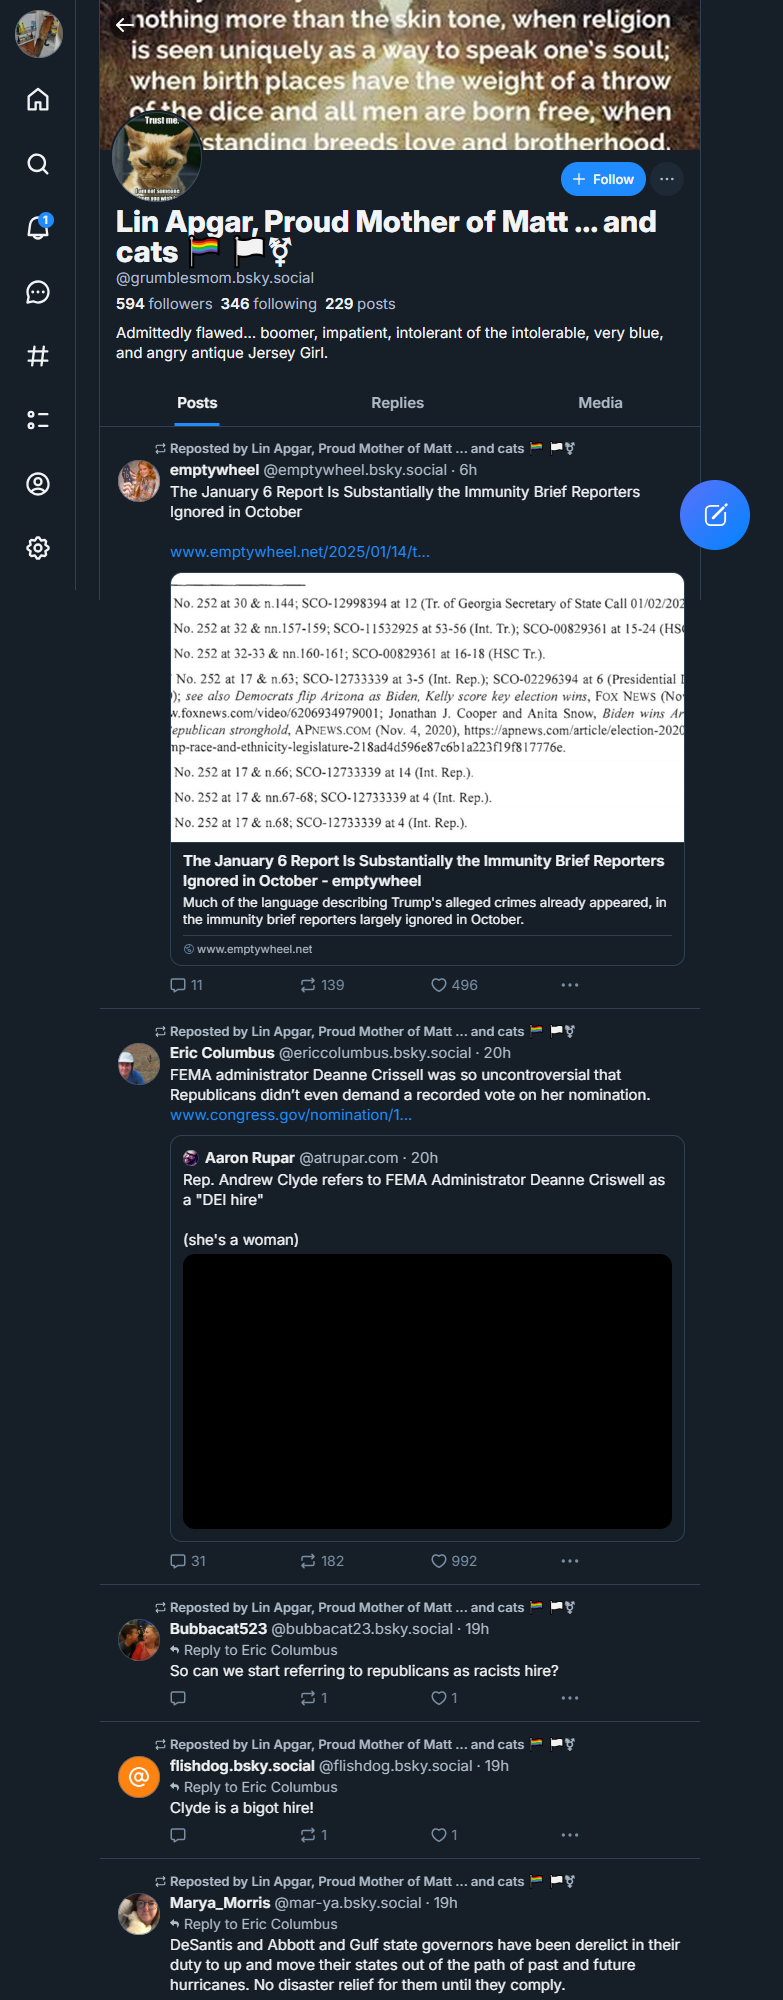 nothing more than the skin tone, when religion
is seen uniquely as a way to speak one's soul;
when birth places have the weight of a throw
of the dice and all men are born free, when
standing breeds love and brotherhood.
Trust me.
Follow
Lin Apgar, Proud Mother of Matt ... and
cats 🏳️‍🌈 🏳️⚧
@grumblesmom.bsky.social
594 followers 346 following 229 posts
Admittedly flawed... boomer, impatient, intolerant of the intolerable, very blue,
and angry antique Jersey Girl.
Posts Replies Media
1
Reposted by Lin Apgar, Proud Mother of Matt ... and cats 🏳️‍🌈 🏳️⚧
emptywheel @emptywheel.bsky.social · 6h
The January 6 Report Is Substantially the Immunity Brief Reporters
Ignored in October
www.emptywheel.net/2025/01/14/t...
No. 252 at 30 & n.144; SCO-12998394 at 12 (Tr. of Georgia Secretary of State Call 01/02/202
No. 252 at 32 & nn.157-159; SCO-11532925 at 53-56 (Int. Tr.); SCO-00829361 at 15-24 (HS
No. 252 at 32-33 & nn.160-161; SCO-00829361 at 16-18 (HSC Tr.).
No. 252 at 17 & n.63; SCO-12733339 at 3-5 (Int. Rep.); SCO-02296394 at 6 (Presidential
); see also Democrats flip Arizona as Biden, Kelly score key election wins, FOX NEWS (Nov
w.foxnews.com/video/6206934979001; Jonathan J. Cooper and Anita Snow, Biden wins Ar
epublican stronghold, APNEWS.COM (Nov. 4, 2020), https://apnews.com/article/election-2020
mp-race-and-ethnicity-legislature-218ad4d596e87c6b1a223f19f817776e.
No. 252 at 17 & n.66; SCO-12733339 at 14 (Int. Rep.).
No. 252 at 17 & nn.67-68; SCO-12733339 at 4 (Int. Rep.).
No. 252 at 17 & n.68; SCO-12733339 at 4 (Int. Rep.).
The January 6 Report Is Substantially the Immunity Brief Reporters
Ignored in October - emptywheel
Much of the language describing Trump's alleged crimes already appeared, in
the immunity brief reporters largely ignored in October.
www.emptywheel.net
11 139 496
Reposted by Lin Apgar, Proud Mother of Matt ... and cats 🏳️‍🌈 🏳️⚧
Eric Columbus @ericcolumbus.bsky.social · 20h
FEMA administrator Deanne Crissell was so uncontroversial that
Republicans didn't even demand a recorded vote on her nomination.
www.congress.gov/nomination/1...
Aaron Rupar @atrupar.com · 20h
Rep. Andrew Clyde refers to FEMA Administrator Deanne Criswell as
a "DEI hire"
(she's a woman)
31 182 992
Reposted by Lin Apgar, Proud Mother of Matt ... and cats 🏳️‍🌈 🏳️⚧
Bubbacat523 @bubbacat23.bsky.social · 19h
Reply to Eric Columbus
So can we start referring to republicans as racists hire?
1 1
Reposted by Lin Apgar, Proud Mother of Matt ... and cats 🏳️‍🌈 🏳️⚧
flishdog.bsky.social @flishdog.bsky.social · 19h
Reply to Eric Columbus
Clyde is a bigot hire!
1 1
Reposted by Lin Apgar, Proud Mother of Matt ... and cats 🏳️‍🌈 🏳️⚧
Marya_Morris @mar-ya.bsky.social · 19h
Reply to Eric Columbus
DeSantis and Abbott and Gulf state governors have been derelict in their
duty to up and move their states out of the path of past and future
hurricanes. No disaster relief for them until they comply.